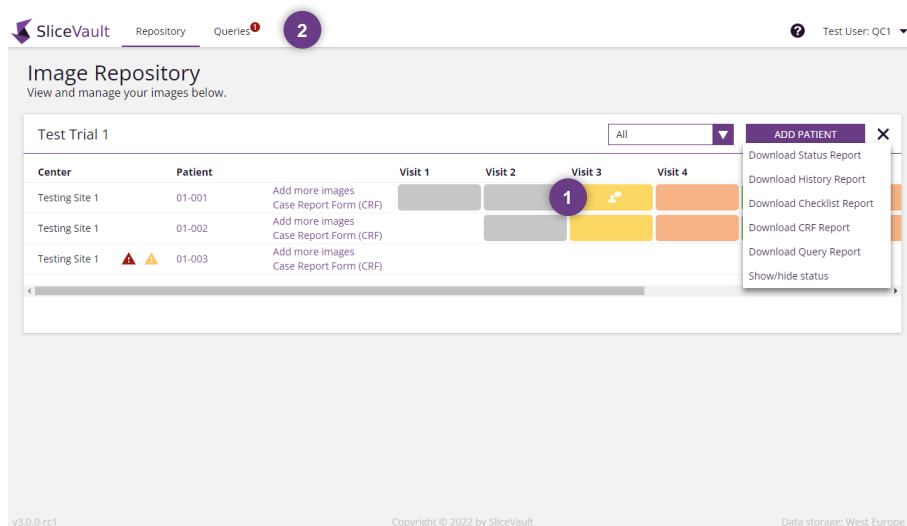 SliceVault Repository Queries 1 2 ? Test User: QC1
Image Repository
View and manage your images below.
Test Trial 1 All ADD PATIENT
Download Status Report
Download History Report
Download Checklist Report
Download CRF Report
Download Query Report
Show/hide status
Center Patient Visit 1 Visit 2 Visit 3 Visit 4
Testing Site 1 01-001 Add more images
Case Report Form (CRF)
1
Testing Site 1 01-002 Add more images
Case Report Form (CRF)
Testing Site 1 01-003 Add more images
Case Report Form (CRF)
v3.0.0-rc1 Copyright © 2022 by SliceVault Data storage: West Europe